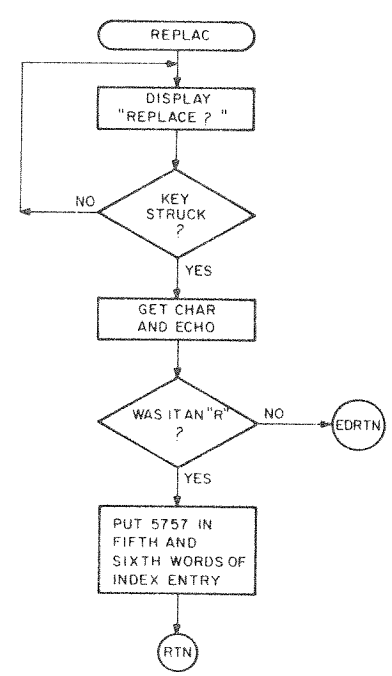 REPLAC
DISPLAY
"REPLACE ? "
NO
KEY
STRUCK
?
YES
GET CHAR
AND ECHO
WAS IT AN "R"
?
NO
EDRTN
YES
PUT 5757 IN
FIFTH AND
SIXTH WORDS OF
INDEX ENTRY
RTN